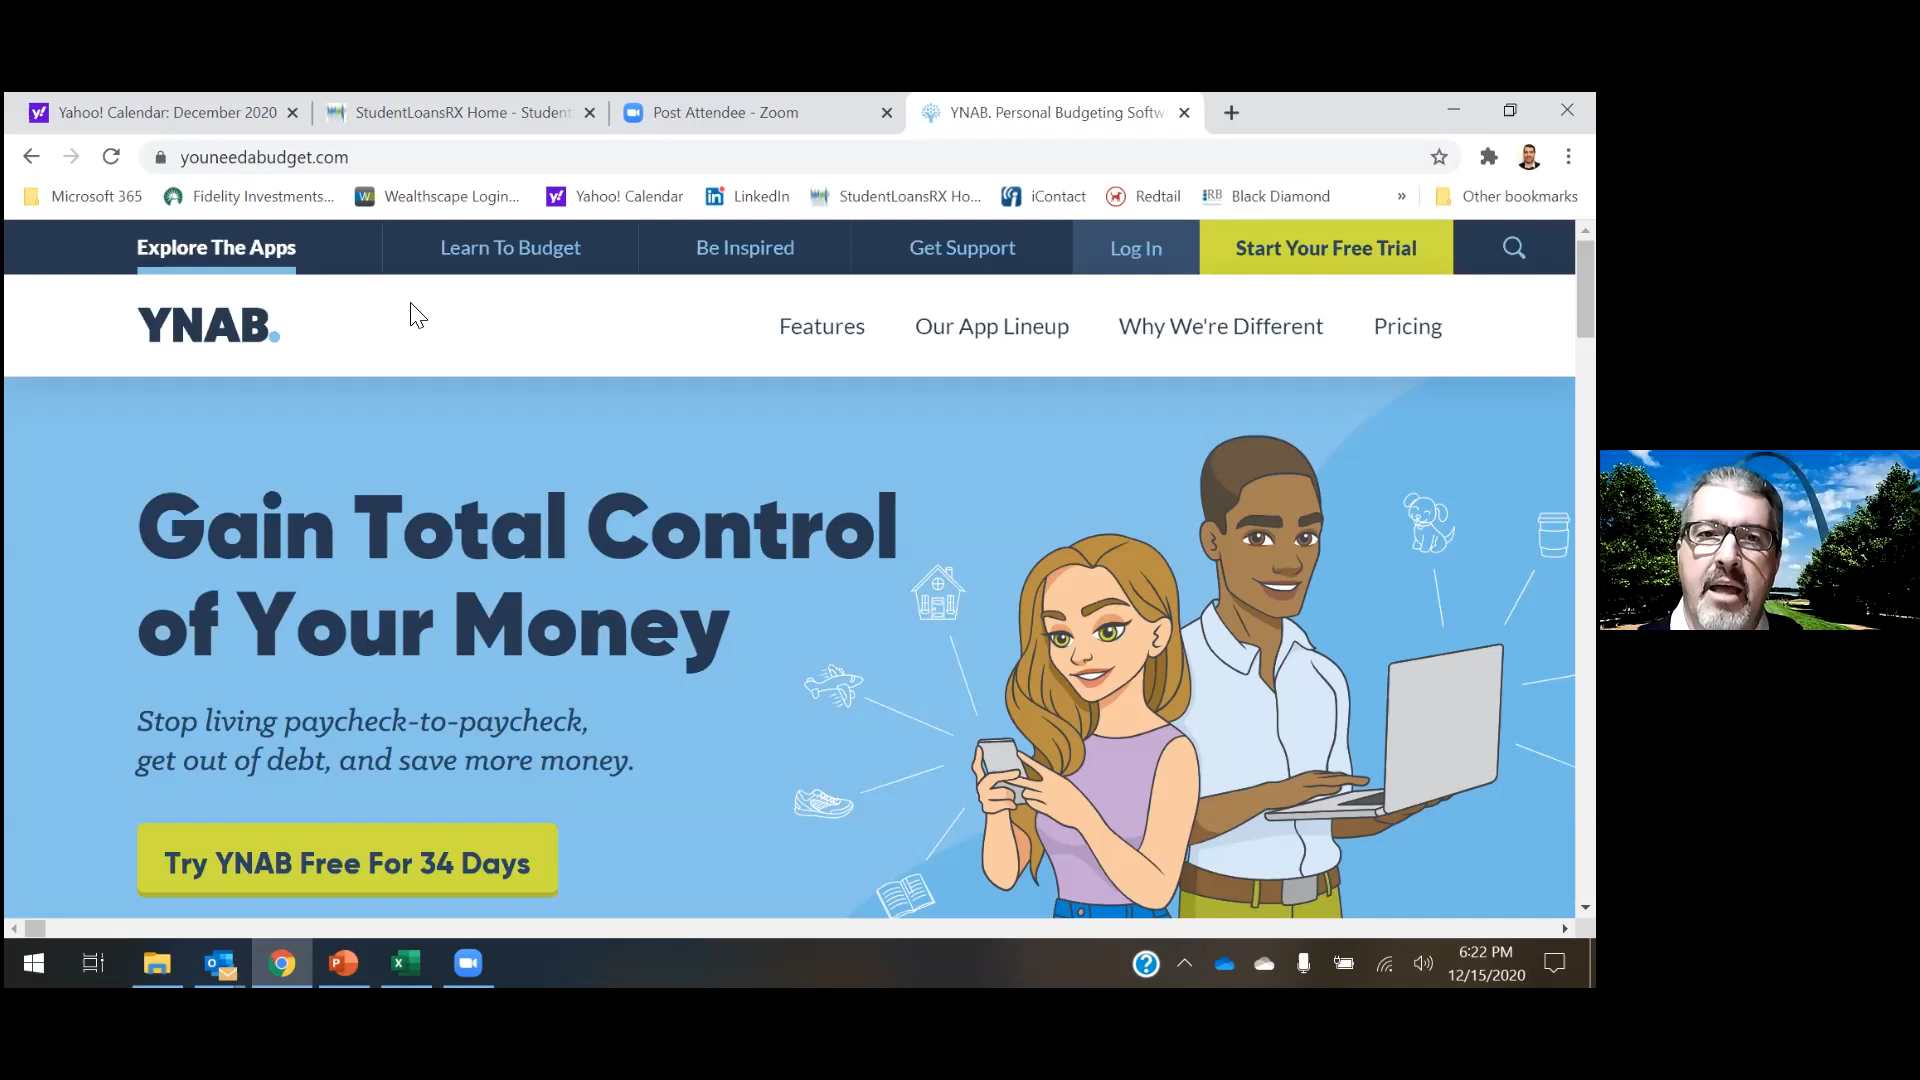 Yahoo! Calendar: December 2020
StudentLoansRX Home - Student
Post Attendee - Zoom
YNAB. Personal Budgeting Softw
youneedabudget.com
Microsoft 365
Fidelity Investments...
Wealthscape Login...
Yahoo! Calendar
LinkedIn
StudentLoansRX Ho...
iContact
Redtail
Black Diamond
»
Other bookmarks
Explore The Apps
Learn To Budget
Be Inspired
Get Support
Log In
Start Your Free Trial
YNAB.
Features
Our App Lineup
Why We're Different
Pricing
Gain Total Control
of Your Money
Stop living paycheck-to-paycheck,
get out of debt, and save more money.
Try YNAB Free For 34 Days
6:22 PM
12/15/2020